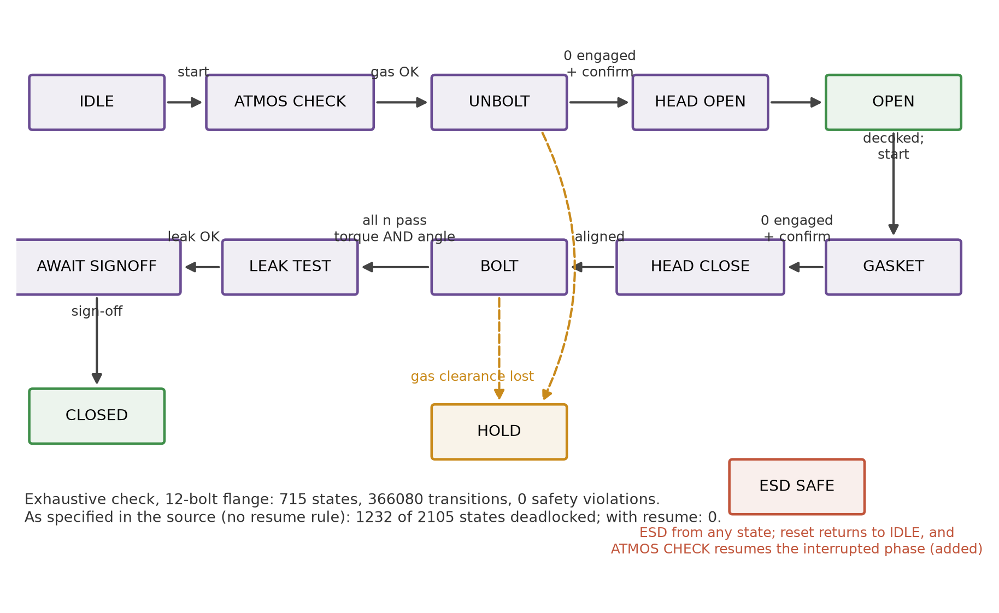 0 engaged
+ confirm
start
gas OK
IDLE
ATMOS CHECK
UNBOLT
HEAD OPEN
OPEN
decoked;
start
all n pass
torque AND angle
0 engaged
+ confirm
leak OK
aligned
AWAIT SIGNOFF
LEAK TEST
BOLT
HEAD CLOSE
GASKET
sign-off
gas clearance lost
CLOSED
HOLD
ESD SAFE
Exhaustive check, 12-bolt flange: 715 states, 366080 transitions, 0 safety violations.
As specified in the source (no resume rule): 1232 of 2105 states deadlocked; with resume: 0.
ESD from any state; reset returns to IDLE, and
ATMOS CHECK resumes the interrupted phase (added)